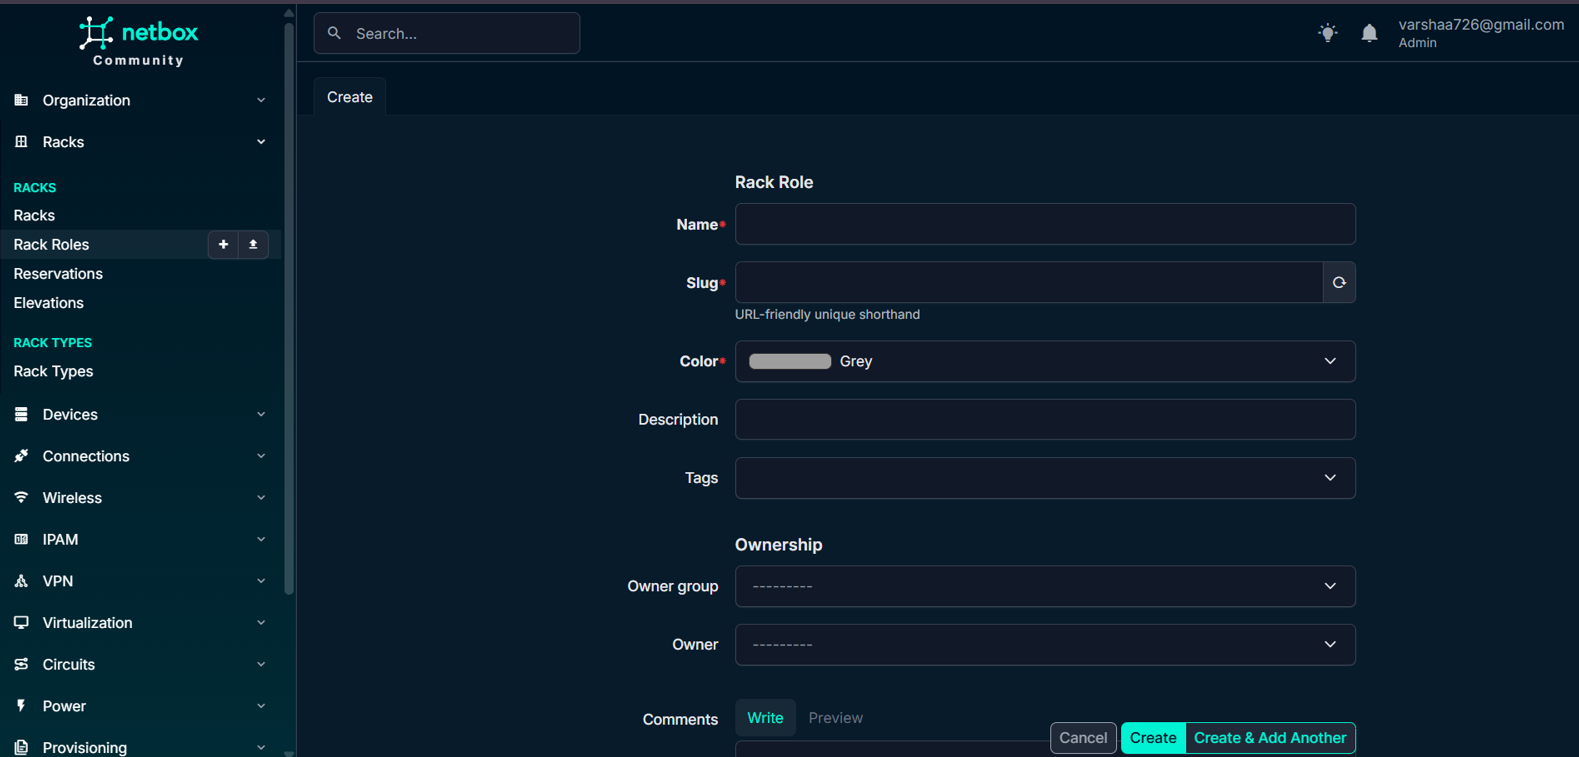 netbox
Community
Search...
varshaa726@gmail.com
Admin
Organization
Racks
RACKS
Racks
Rack Roles
Reservations
Elevations
RACK TYPES
Rack Types
Devices
Connections
Wireless
IPAM
VPN
Virtualization
Circuits
Power
Provisioning
Create
Rack Role
Name
Slug
URL-friendly unique shorthand
Color
Grey
Description
Tags
Ownership
Owner group
---------
Owner
---------
Comments
Write Preview
Cancel Create Create & Add Another